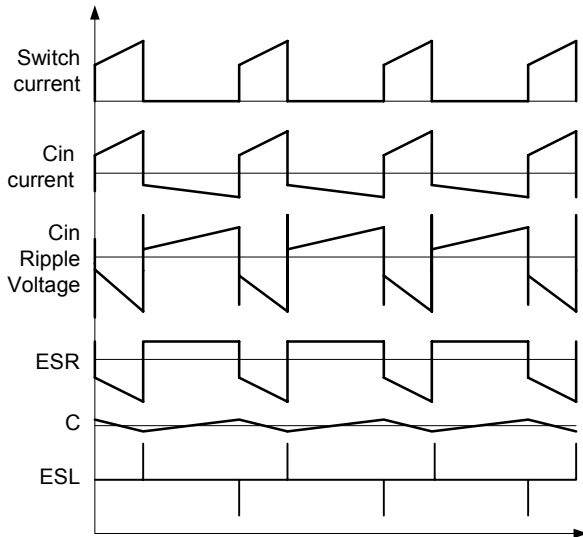 Switch
current
Cin
current
Cin
Ripple
Voltage
ESR
C
ESL